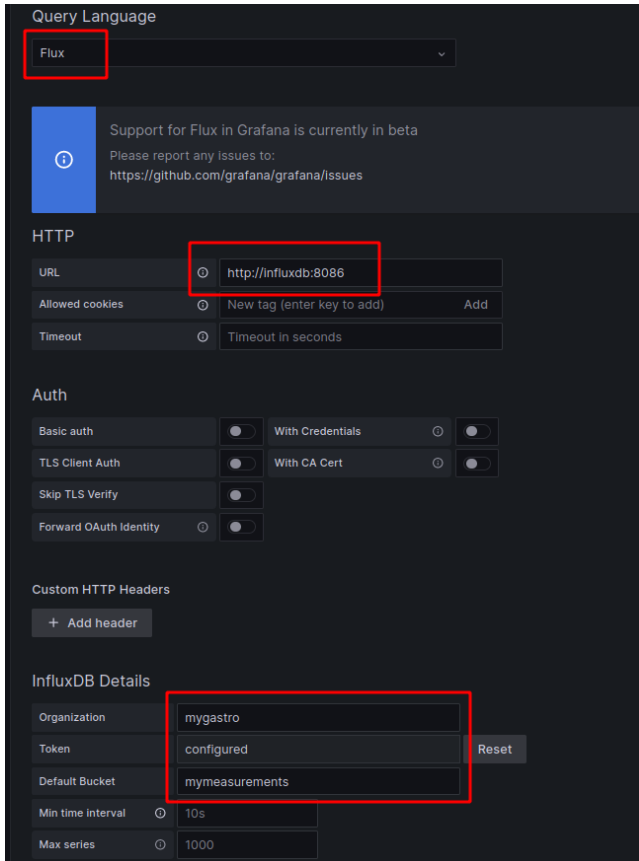 Query Language
Flux
Support for Flux in Grafana is currently in beta
Please report any issues to:
https://github.com/grafana/grafana/issues
HTTP
URL http://influxdb:8086
Allowed cookies New tag (enter key to add) Add
Timeout Timeout in seconds
Auth
Basic auth With Credentials
TLS Client Auth With CA Cert
Skip TLS Verify
Forward OAuth Identity
Custom HTTP Headers
+ Add header
InfluxDB Details
Organization mygastro
Token configured Reset
Default Bucket mymeasurements
Min time interval 10s
Max series 1000